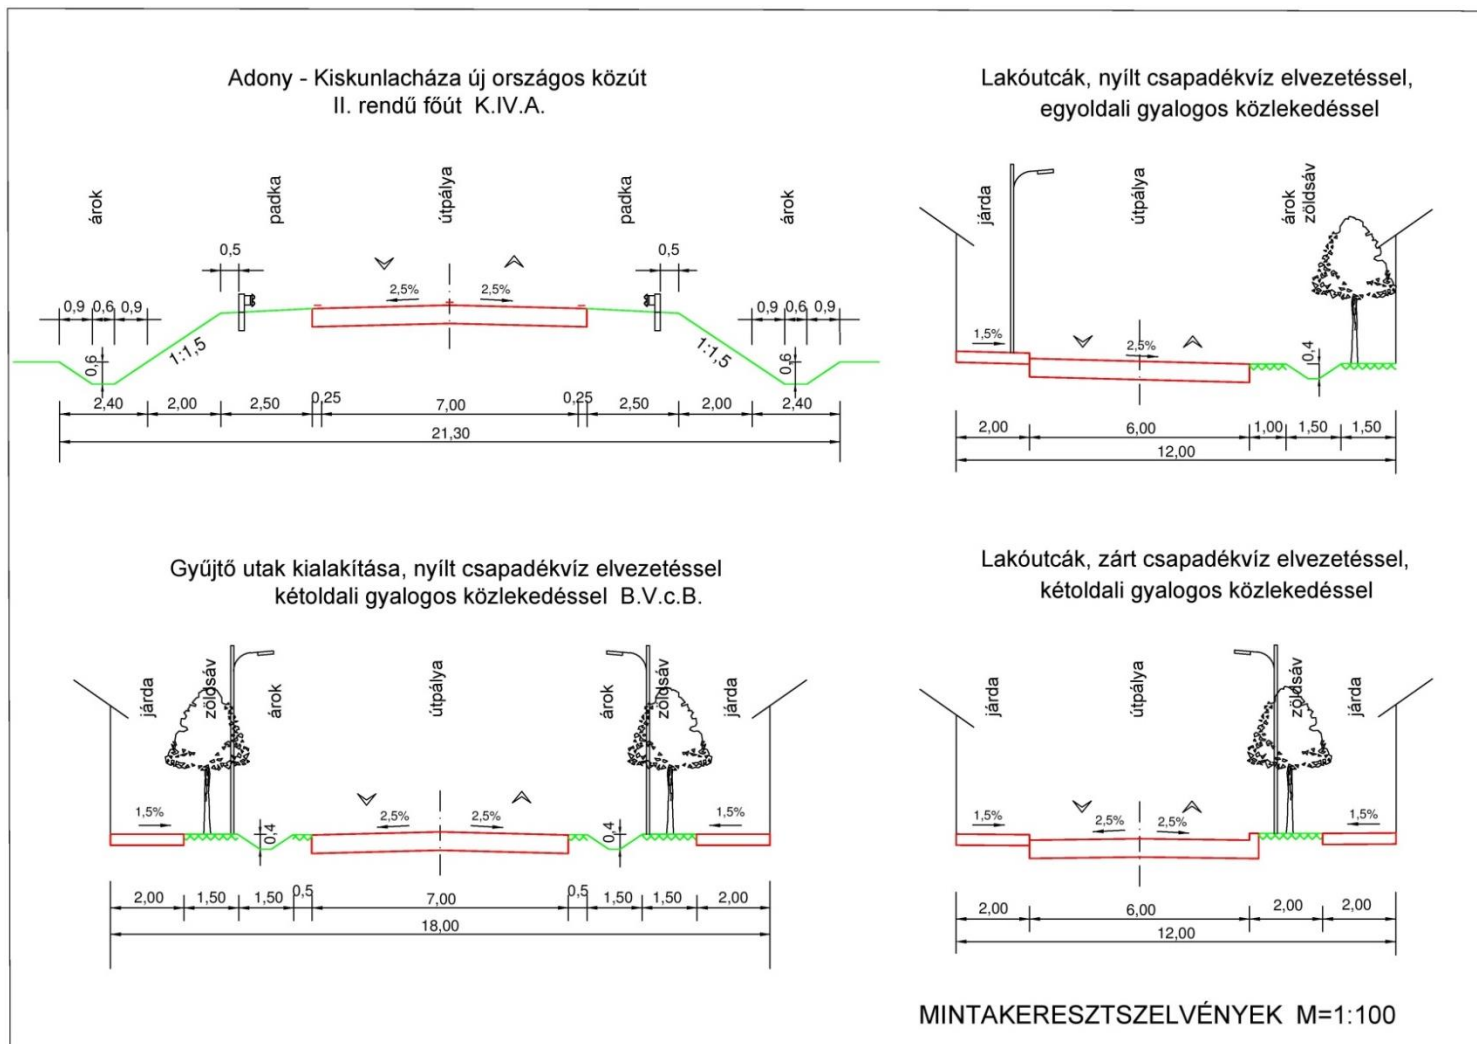 Adony - Kiskunlacháza új országos közút
II. rendű főút K.IV.A.
árok padka útpálya padka árok
0,5 0,5
2,5% 2,5%
0,9 0,6 0,9 0,9 0,6 0,9
1:1,5 1:1,5
0,6 0,6
2,40 2,00 2,50 0,25 7,00 0,25 2,50 2,00 2,40
21,30
Lakóutcák, nyílt csapadékvíz elvezetéssel,
egyoldali gyalogos közlekedéssel
járda útpálya árok zöldsáv
1,5% 2,5% 0,4
2,00 6,00 1,00 1,50 1,50
12,00
Gyűjtő utak kialakítása, nyílt csapadékvíz elvezetéssel
kétoldali gyalogos közlekedéssel B.V.c.B.
járda zöldsáv árok útpálya árok zöldsáv járda
1,5% 0,4 2,5% 2,5% 0,4 1,5%
2,00 1,50 1,50 0,5 7,00 0,5 1,50 1,50 2,00
18,00
Lakóutcák, zárt csapadékvíz elvezetéssel,
kétoldali gyalogos közlekedéssel
járda útpálya zöldsáv járda
1,5% 2,5% 2,5% 1,5%
2,00 6,00 2,00 2,00
12,00
MINTAKERESZTSZELVÉNYEK M=1:100